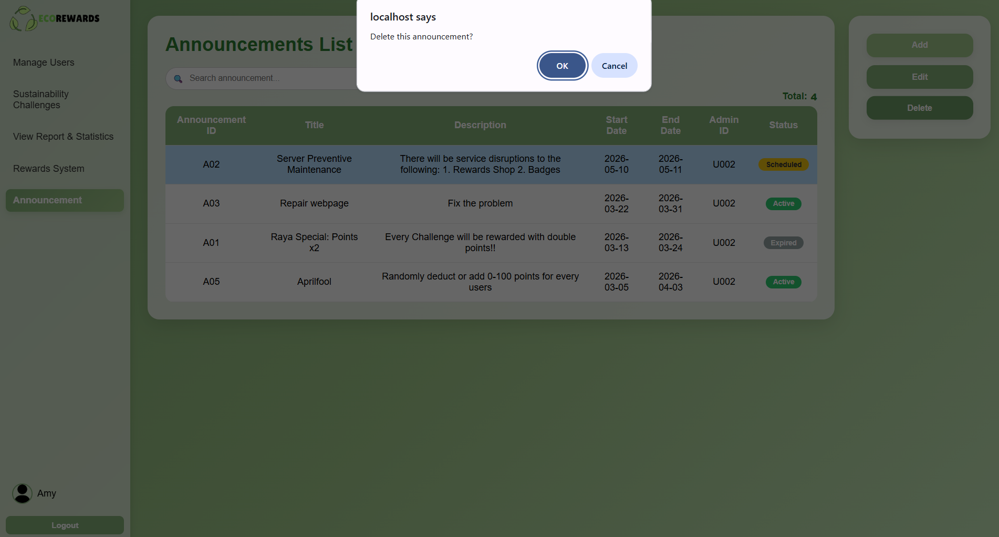 ECOREWARDS
Manage Users
Sustainability
Challenges
View Report & Statistics
Rewards System
Announcement
Amy
Logout
localhost says
Delete this announcement?
OK
Cancel
Announcements List
Search announcement...
Total: 4
Announcement
ID
Title
Description
Start
Date
End
Date
Admin
ID
Status
A02
Server Preventive
Maintenance
There will be service disruptions to the
following: 1. Rewards Shop 2. Badges
2026-
05-10
2026-
05-11
U002
Scheduled
A03
Repair webpage
Fix the problem
2026-
03-22
2026-
03-31
U002
Active
A01
Raya Special: Points
x2
Every Challenge will be rewarded with double
points!!
2026-
03-13
2026-
03-24
U002
Expired
A05
Aprilfool
Randomly deduct or add 0-100 points for every
users
2026-
03-05
2026-
04-03
U002
Active
Add
Edit
Delete